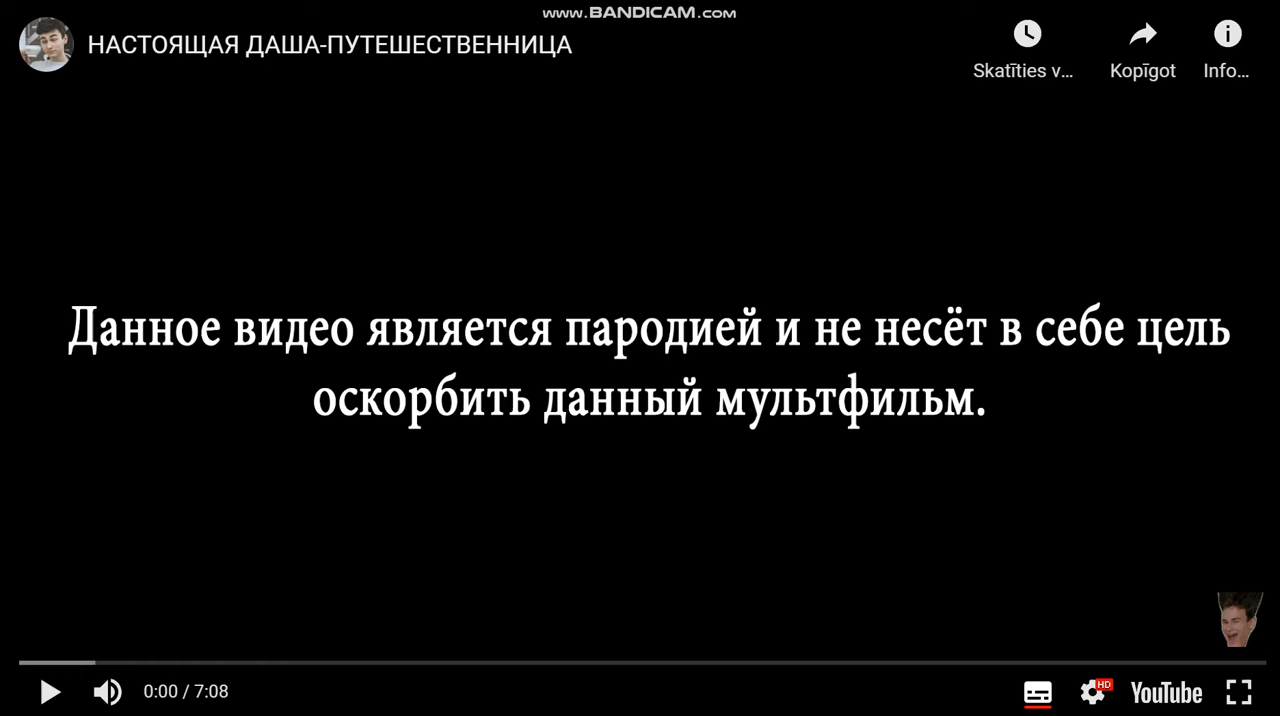 www.BANDICAM.com
НАСТОЯЩАЯ ДАША-ПУТЕШЕСТВЕННИЦА
Skatīties v...
Kopīgot
Info...
Данное видео является пародией и не несёт в себе цель
оскорбить данный мультфильм.
0:00 / 7:08
HD
YouTube